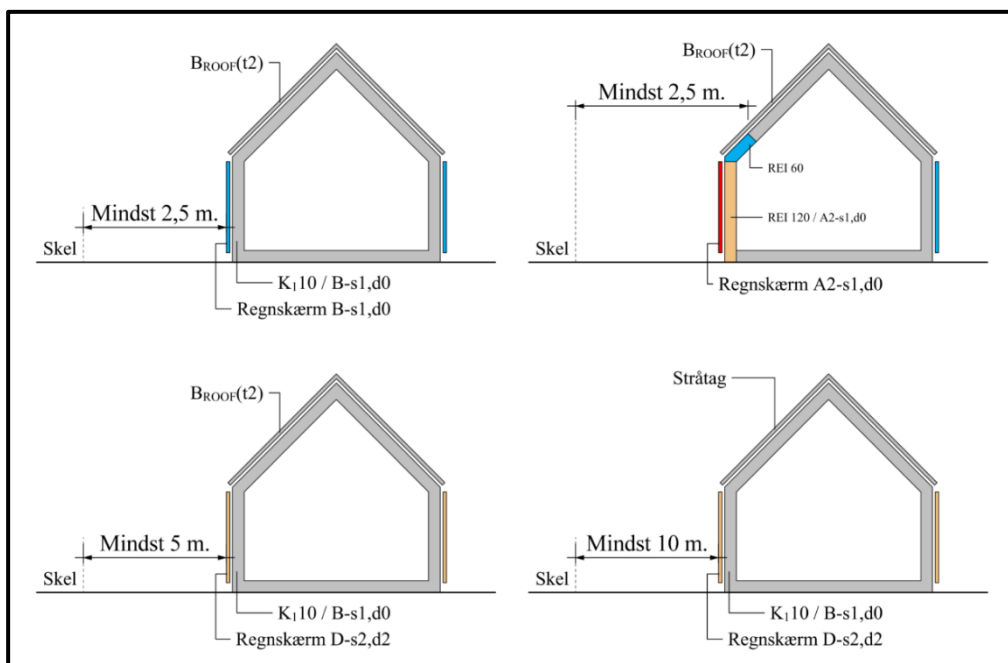 BROOF(t2)
Mindst 2,5 m.
Skel
K₁10 / B-s1,d0
Regnskærm B-s1,d0
BROOF(t2)
Mindst 2,5 m.
REI 60
REI 120 / A2-s1,d0
Skel
Regnskærm A2-s1,d0
BROOF(t2)
Mindst 5 m.
Skel
K₁10 / B-s1,d0
Regnskærm D-s2,d2
Stråtag
Mindst 10 m.
Skel
K₁10 / B-s1,d0
Regnskærm D-s2,d2